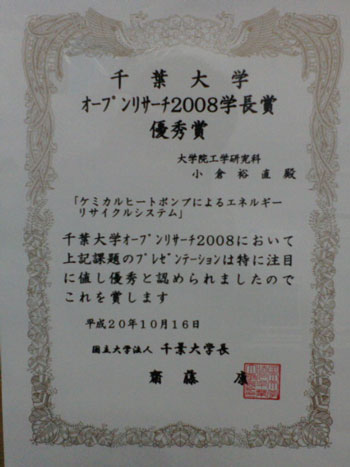 千葉大学
オープンリサーチ2008学長賞
優秀賞
大学院工学研究科
小倉裕直 殿
「ケミカルヒートポンプによるエネルギー
リサイクルシステム」
千葉大学オープンリサーチ2008において
上記課題のプレゼンテーションは特に注目
に値し優秀と認められましたので
これを賞します
平成20年10月16日
国立大学法人 千葉大学長
齋藤 康